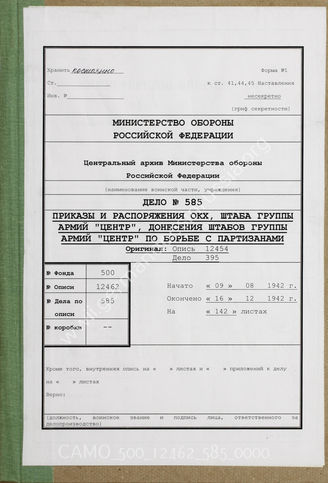 Хранить постоянно
Форма №1
Ст.
к ст. 41,44,45 Наставления
Инв. №
несекретно
(гриф секретности)
МИНИСТЕРСТВО ОБОРОНЫ
РОССИЙСКОЙ ФЕДЕРАЦИИ
Центральный архив Министерства обороны
Российской Федерации
(наименование воинской части, учреждения)
ДЕЛО № 585
ПРИКАЗЫ И РАСПОРЯЖЕНИЯ ОКХ, ШТАБА ГРУППЫ
АРМИЙ "ЦЕНТР", ДОНЕСЕНИЯ ШТАБОВ ГРУППЫ
АРМИЙ "ЦЕНТР" ПО БОРЬБЕ С ПАРТИЗАНАМИ
Оригинал: Опись 12454
Дело 395
№ Фонда 500
№ Описи 12462
№ Дела по описи 585
№ коробки --
Начато « 09 » 08 1942 г.
Окончено « 16 » 12 1942 г.
На « 142 » листах
Кроме того, внутренняя опись на « » листах и « » приложений к делу
на « » листах
Верно:
(должность, воинское звание и подпись лица, ответственного за
делопроизводство)
CAMO_500_12462_585_0000